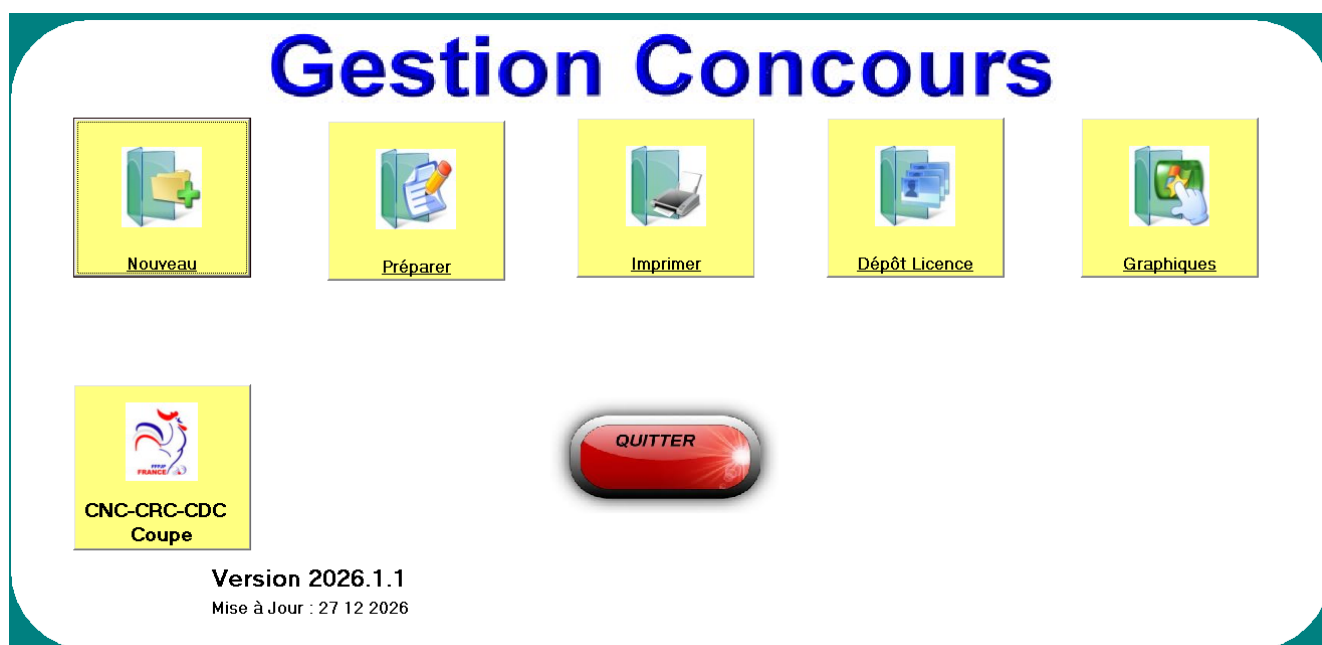 Gestion Concours
Nouveau
Préparer
Imprimer
Dépôt Licence
Graphiques
FRANCE
CNC-CRC-CDC
Coupe
QUITTER
Version 2026.1.1
Mise à Jour : 27 12 2026